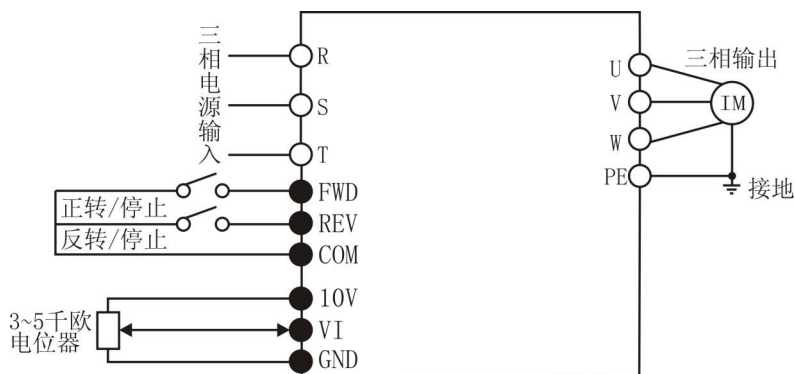 三相电源输入
R
S
T
正转/停止
FWD
反转/停止
REV
COM
10V
3~5千欧
电位器
VI
GND
三相输出
U
V
W
IM
PE
接地